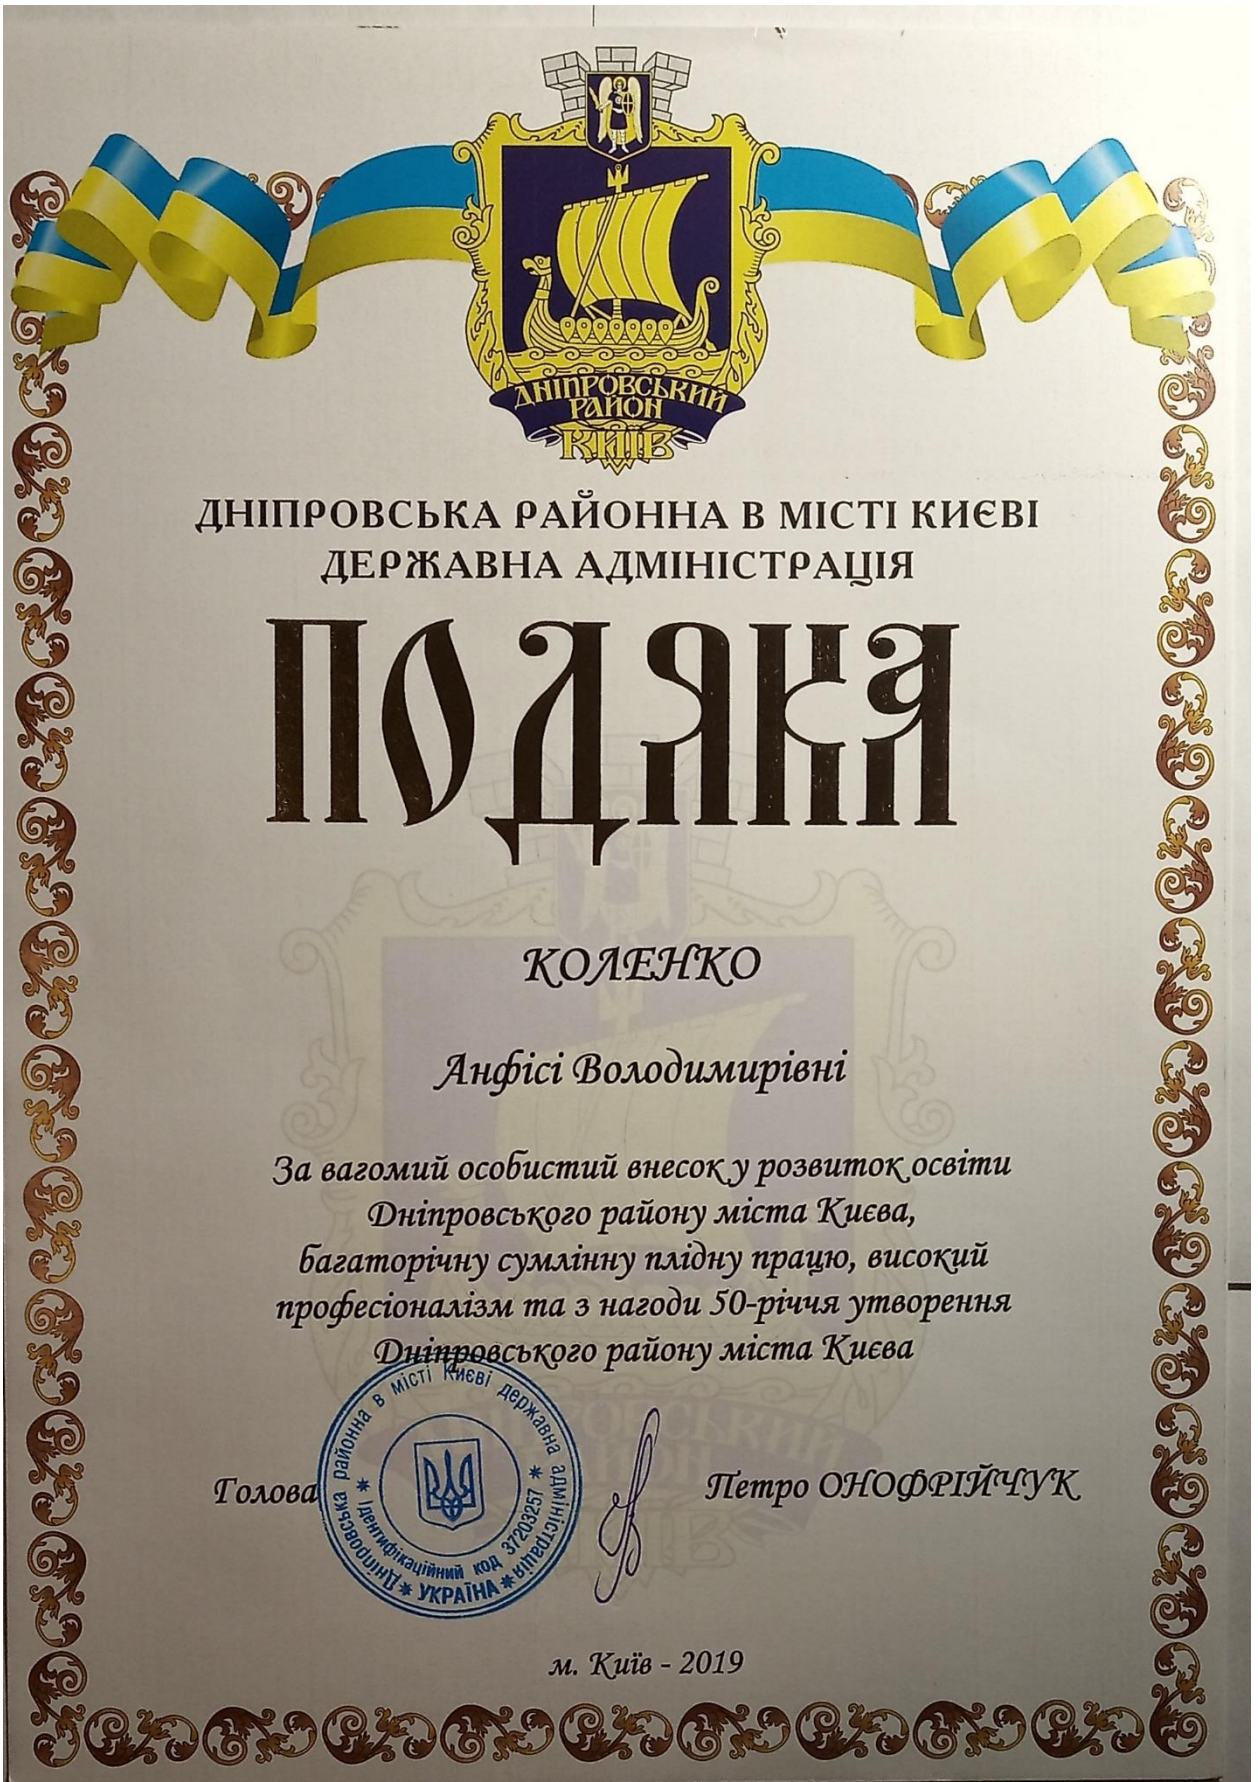 ДНІПРОВСЬКИЙ
РАЙОН
КИЇВ
ДНІПРОВСЬКА РАЙОННА В МІСТІ КИЄВІ
ДЕРЖАВНА АДМІНІСТРАЦІЯ
ПОДЯКА
КОЛЕНКО
Анфісі Володимирівні
За вагомий особистий внесок у розвиток освіти
Дніпровського району міста Києва,
багаторічну сумлінну плідну працю, високий
професіоналізм та з нагоди 50-річчя утворення
Дніпровського району міста Києва
Голова
Дніпровська районна в місті Києві державна адміністрація
* Ідентифікаційний код 37203257 *
* УКРАЇНА *
Петро ОНОФРІЙЧУК
м. Київ - 2019